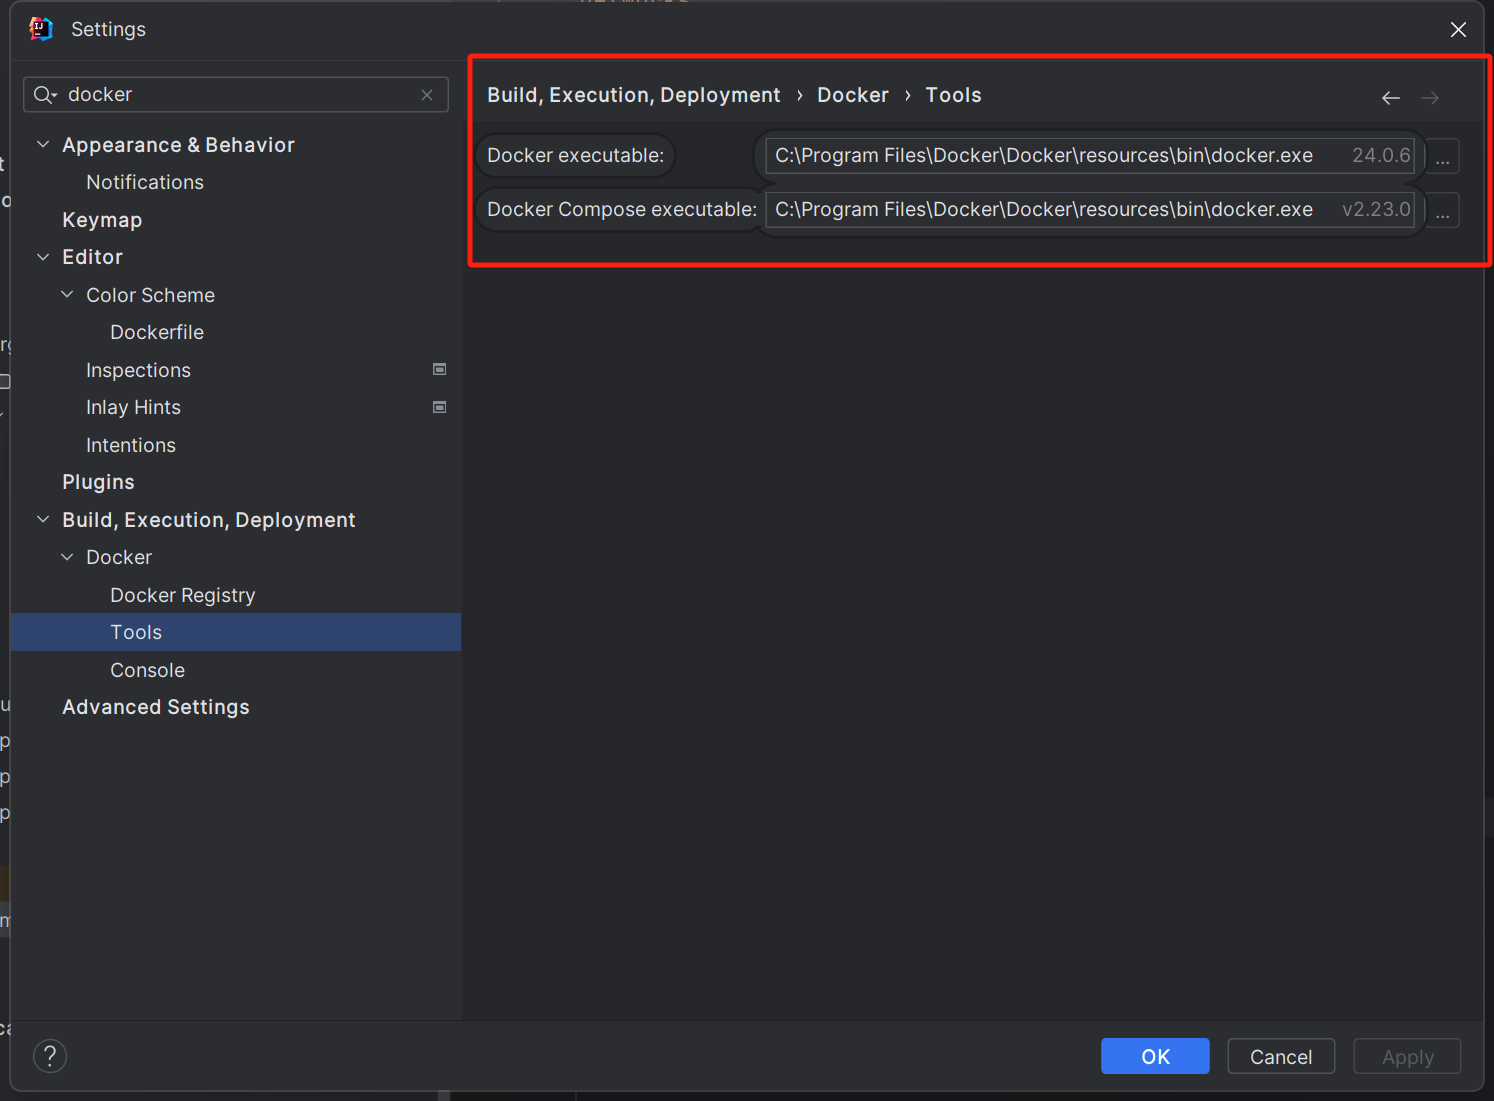 Settings
docker
Appearance & Behavior
Notifications
Keymap
Editor
Color Scheme
Dockerfile
Inspections
Inlay Hints
Intentions
Plugins
Build, Execution, Deployment
Docker
Docker Registry
Tools
Console
Advanced Settings
Build, Execution, Deployment › Docker › Tools
Docker executable: C:\Program Files\Docker\Docker\resources\bin\docker.exe 24.0.6 ...
Docker Compose executable: C:\Program Files\Docker\Docker\resources\bin\docker.exe v2.23.0 ...
? OK Cancel Apply